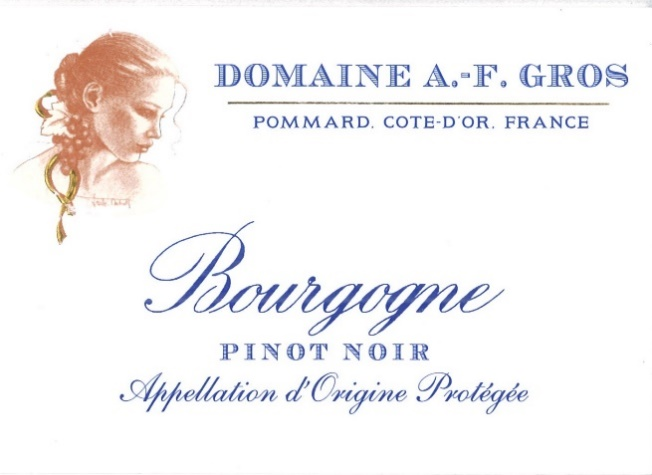 DOMAINE A.-F. GROS
POMMARD, COTE-D'OR, FRANCE
Bourgogne
PINOT NOIR
Appellation d'Origine Protégée